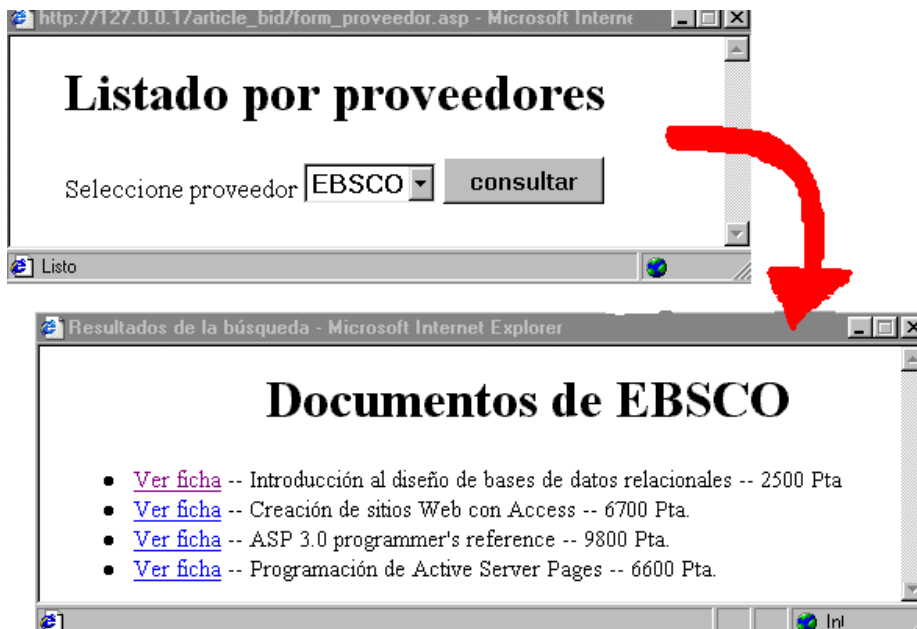 http://127.0.0.1/article_bid/form_proveedor.asp - Microsoft
Listado por proveedores
Seleccione proveedor EBSCO consultar
Listo
Resultados de la búsqueda - Microsoft Internet Explorer
Documentos de EBSCO
Ver ficha -- Introducción al diseño de bases de datos relacionales -- 2500 Pta
Ver ficha -- Creación de sitios Web con Access -- 6700 Pta.
Ver ficha -- ASP 3.0 programmer's reference -- 9800 Pta.
Ver ficha -- Programación de Active Server Pages -- 6600 Pta.